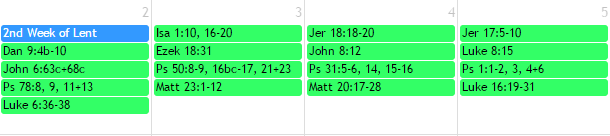 2
2nd Week of Lent
Dan 9:4b-10
John 6:63c+68c
Ps 78:8, 9, 11+13
Luke 6:36-38
3
Isa 1:10, 16-20
Ezek 18:31
Ps 50:8-9, 16bc-17, 21+23
Matt 23:1-12
4
Jer 18:18-20
John 8:12
Ps 31:5-6, 14, 15-16
Matt 20:17-28
5
Jer 17:5-10
Luke 8:15
Ps 1:1-2, 3, 4+6
Luke 16:19-31